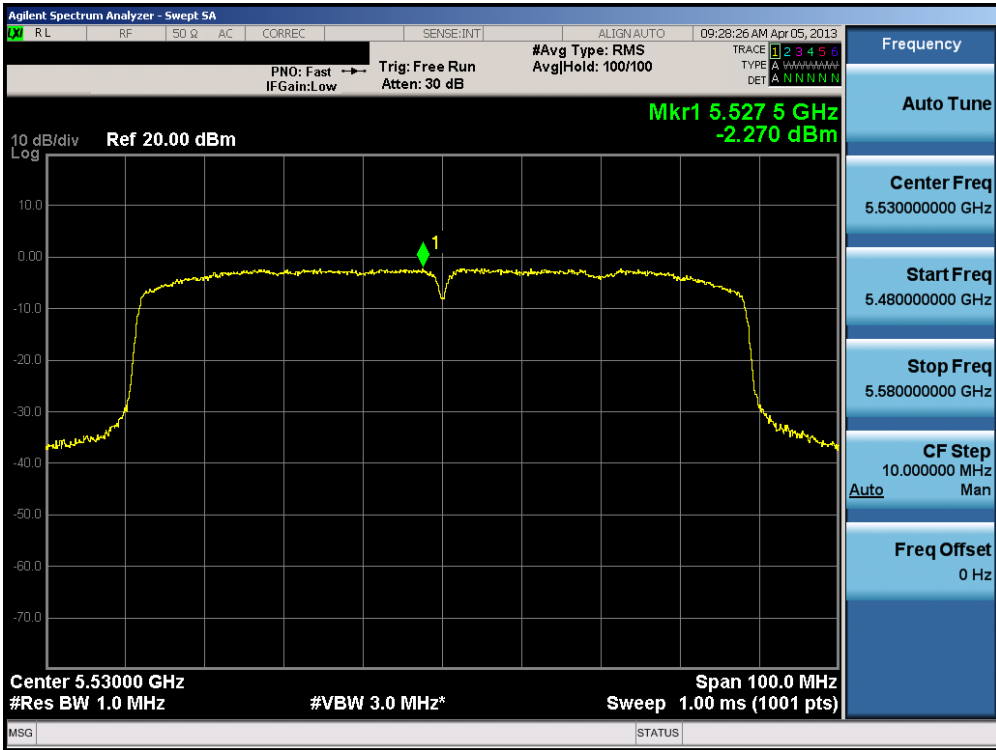 Agilent Spectrum Analyzer - Swept SA
LXI RL RF 50 Ω AC CORREC SENSE:INT ALIGN AUTO 09:28:26 AM Apr 05, 2013
PNO: Fast
IFGain:Low
Trig: Free Run
Atten: 30 dB
#Avg Type: RMS
Avg|Hold: 100/100
TRACE 1 2 3 4 5 6
TYPE A WWWWW
DET A N N N N N
Mkr1 5.527 5 GHz
-2.270 dBm
10 dB/div Ref 20.00 dBm
Log
10.0
1
0.00
-10.0
-20.0
-30.0
-40.0
-50.0
-60.0
-70.0
Center 5.53000 GHz Span 100.0 MHz
#Res BW 1.0 MHz #VBW 3.0 MHz* Sweep 1.00 ms (1001 pts)
MSG STATUS
Frequency
Auto Tune
Center Freq
5.530000000 GHz
Start Freq
5.480000000 GHz
Stop Freq
5.580000000 GHz
CF Step
10.000000 MHz
Auto Man
Freq Offset
0 Hz